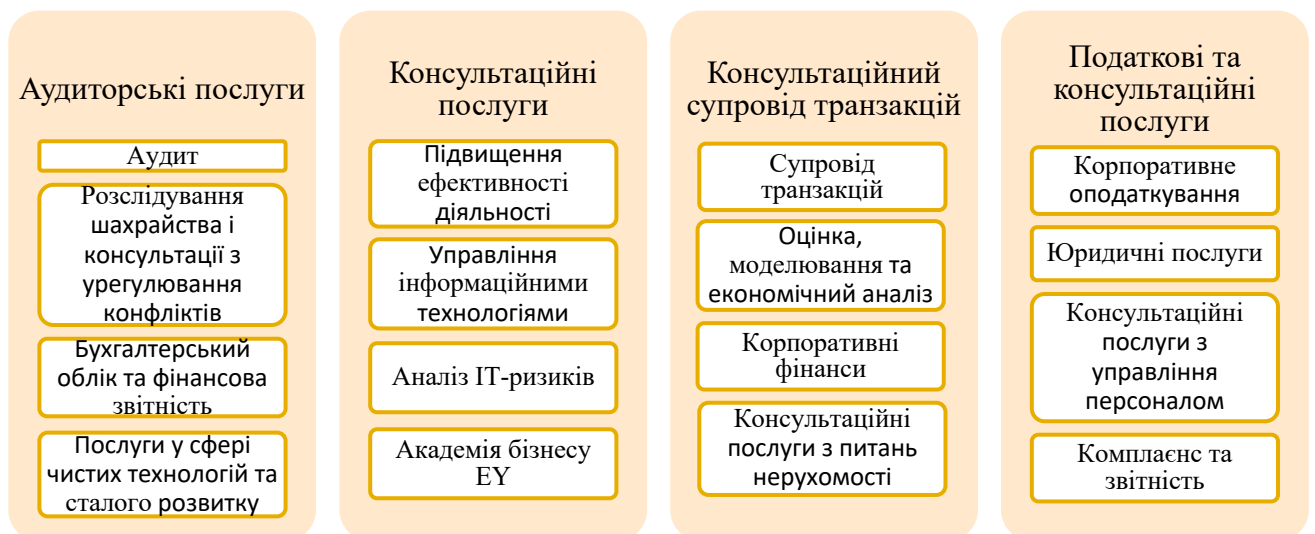 Аудиторські послуги
Аудит
Розслідування
шахрайства і
консультації з
урегулювання
конфліктів
Бухгалтерський
облік та фінансова
звітність
Послуги у сфері
чистих технологій та
сталого розвитку
Консультаційні
послуги
Підвищення
ефективності
діяльності
Управління
інформаційними
технологіями
Аналіз ІТ-ризиків
Академія бізнесу
EY
Консультаційний
супровід транзакцій
Супровід
транзакцій
Оцінка,
моделювання та
економічний аналіз
Корпоративні
фінанси
Консультаційні
послуги з питань
нерухомості
Податкові та
консультаційні
послуги
Корпоративне
оподаткування
Юридичні послуги
Консультаційні
послуги з
управління
персоналом
Комплаєнс та
звітність